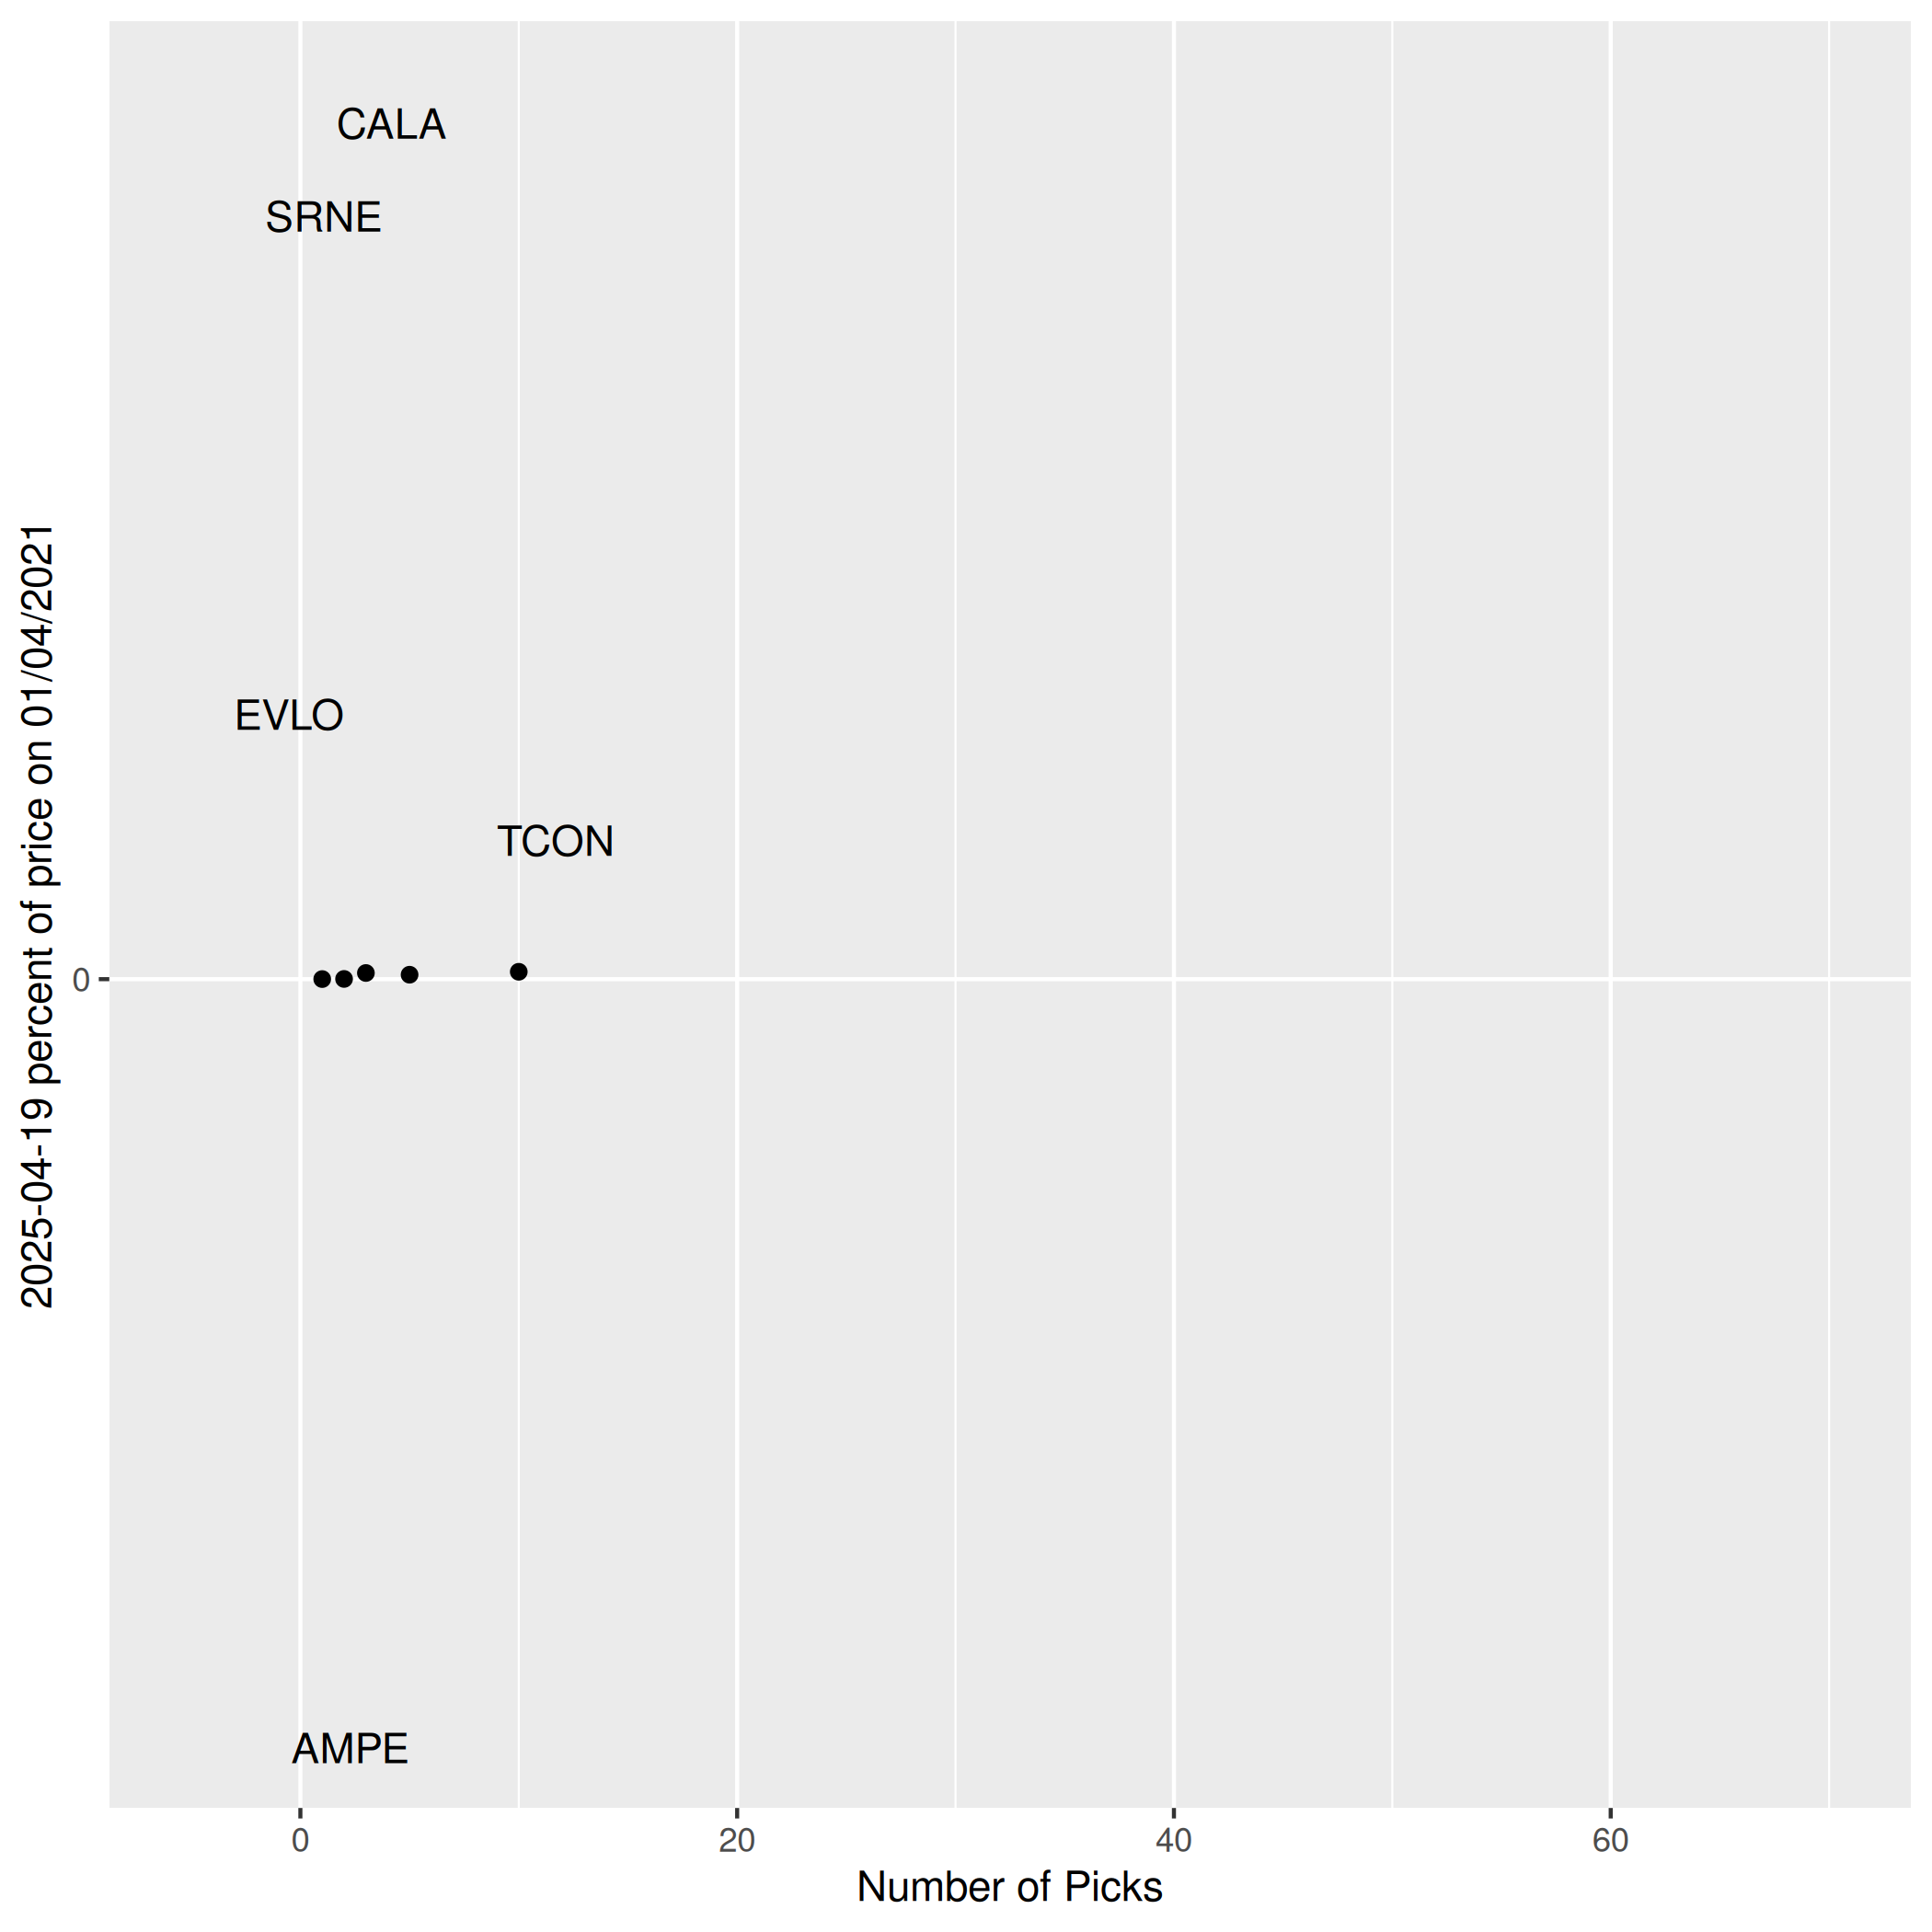 CALA
SRNE
EVLO
TCON
AMPE
2025-04-19 percent of price on 01/04/2021
0
0 20 40 60
Number of Picks